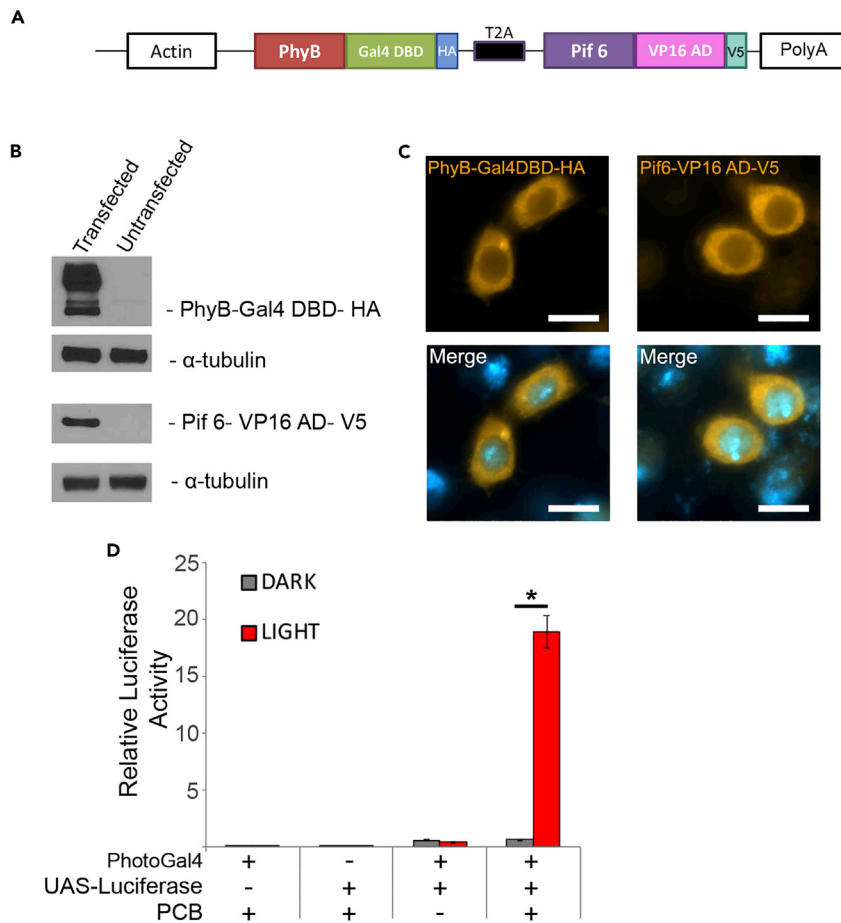 A
T2A
Actin PhyB Gal4 DBD HA Pif 6 VP16 AD V5 PolyA
B
Transfected
Untransfected
- PhyB-Gal4 DBD- HA
- α-tubulin
- Pif 6- VP16 AD- V5
- α-tubulin
C
PhyB-Gal4DBD-HA
Pif6-VP16 AD-V5
Merge
Merge
D
Relative Luciferase
Activity
25
20
15
10
5
DARK
LIGHT
*
PhotoGal4 + - + +
UAS-Luciferase - + + +
PCB + + - +